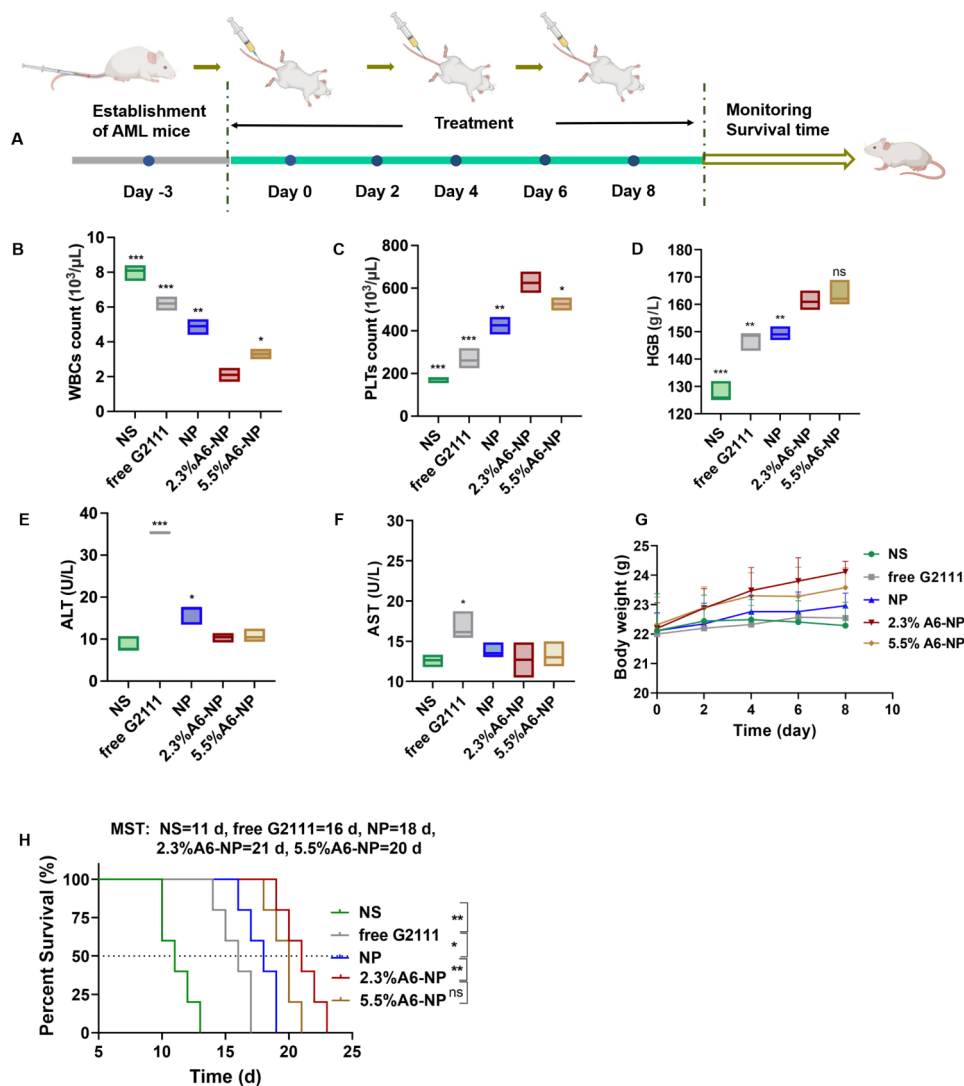 Establishment
of AML mice
Treatment
Monitoring
Survival time
A
Day -3
Day 0
Day 2
Day 4
Day 6
Day 8
B
WBCs count (10³/μL)
10
8
6
4
2
0
***
***
**
*
NS
free G2111
NP
2.3%A6-NP
5.5%A6-NP
C
PLTs count (10³/μL)
800
600
400
200
0
***
***
**
*
NS
free G2111
NP
2.3%A6-NP
5.5%A6-NP
D
HGB (g/L)
180
170
160
150
140
130
120
***
**
**
ns
NS
free G2111
NP
2.3%A6-NP
5.5%A6-NP
E
ALT (U/L)
40
30
20
10
0
***
*
NS
free G2111
NP
2.3%A6-NP
5.5%A6-NP
F
AST (U/L)
30
25
20
15
10
*
NS
free G2111
NP
2.3%A6-NP
5.5%A6-NP
G
Body weight (g)
25
24
23
22
21
0
2
4
6
8
10
Time (day)
NS
free G2111
NP
2.3% A6-NP
5.5% A6-NP
H
MST: NS=11 d, free G2111=16 d, NP=18 d,
2.3%A6-NP=21 d, 5.5%A6-NP=20 d
Percent Survival (%)
100
75
50
25
0
5
10
15
20
25
Time (d)
NS
free G2111
NP
2.3%A6-NP
5.5%A6-NP
**
*
**
ns